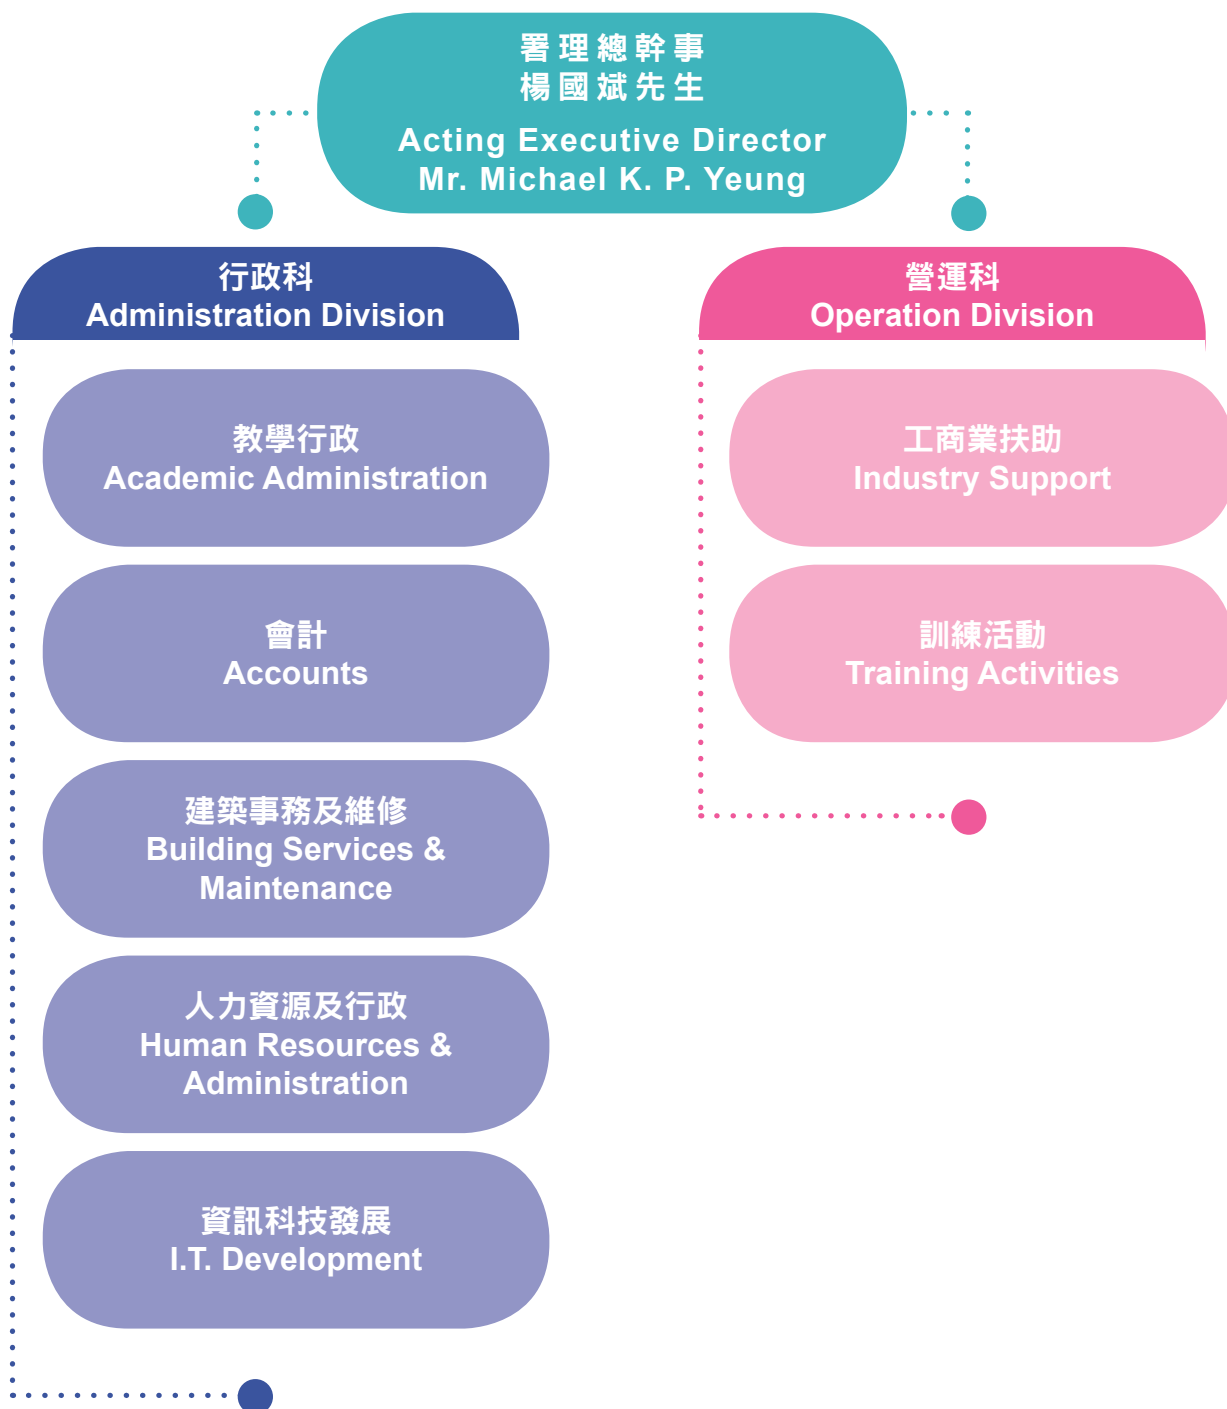 署理總幹事
楊國斌先生
Acting Executive Director
Mr. Michael K. P. Yeung
行政科
Administration Division
教學行政
Academic Administration
會計
Accounts
建築事務及維修
Building Services &
Maintenance
人力資源及行政
Human Resources &
Administration
資訊科技發展
I.T. Development
營運科
Operation Division
工商業扶助
Industry Support
訓練活動
Training Activities